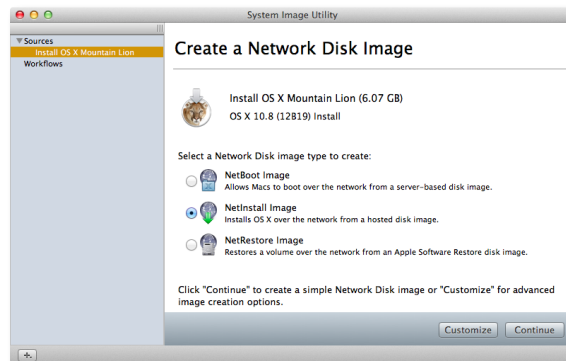 System Image Utility
Sources
Install OS X Mountain Lion
Workflows
Create a Network Disk Image
Install OS X Mountain Lion (6.07 GB)
OS X 10.8 (12B19) Install
Select a Network Disk image type to create:
NetBoot Image
Allows Macs to boot over the network from a server-based disk image.
NetInstall Image
Installs OS X over the network from a hosted disk image.
NetRestore Image
Restores a volume over the network from an Apple Software Restore disk image.
Click "Continue" to create a simple Network Disk image or "Customize" for advanced
image creation options.
Customize
Continue